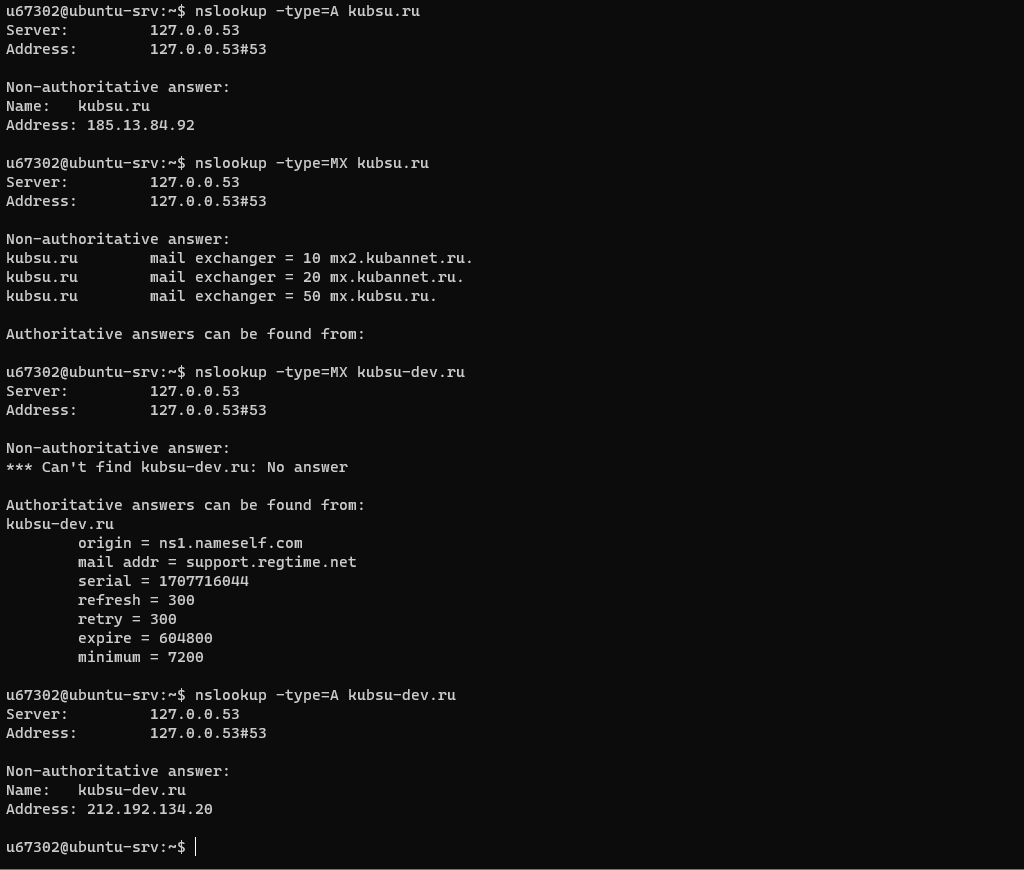 u67302@ubuntu-srv:~$ nslookup -type=A kubsu.ru
Server:         127.0.0.53
Address:        127.0.0.53#53

Non-authoritative answer:
Name:   kubsu.ru
Address: 185.13.84.92

u67302@ubuntu-srv:~$ nslookup -type=MX kubsu.ru
Server:         127.0.0.53
Address:        127.0.0.53#53

Non-authoritative answer:
kubsu.ru        mail exchanger = 10 mx2.kubannet.ru.
kubsu.ru        mail exchanger = 20 mx.kubannet.ru.
kubsu.ru        mail exchanger = 50 mx.kubsu.ru.

Authoritative answers can be found from:

u67302@ubuntu-srv:~$ nslookup -type=MX kubsu-dev.ru
Server:         127.0.0.53
Address:        127.0.0.53#53

Non-authoritative answer:
*** Can't find kubsu-dev.ru: No answer

Authoritative answers can be found from:
kubsu-dev.ru
        origin = ns1.nameself.com
        mail addr = support.regtime.net
        serial = 1707716044
        refresh = 300
        retry = 300
        expire = 604800
        minimum = 7200

u67302@ubuntu-srv:~$ nslookup -type=A kubsu-dev.ru
Server:         127.0.0.53
Address:        127.0.0.53#53

Non-authoritative answer:
Name:   kubsu-dev.ru
Address: 212.192.134.20

u67302@ubuntu-srv:~$